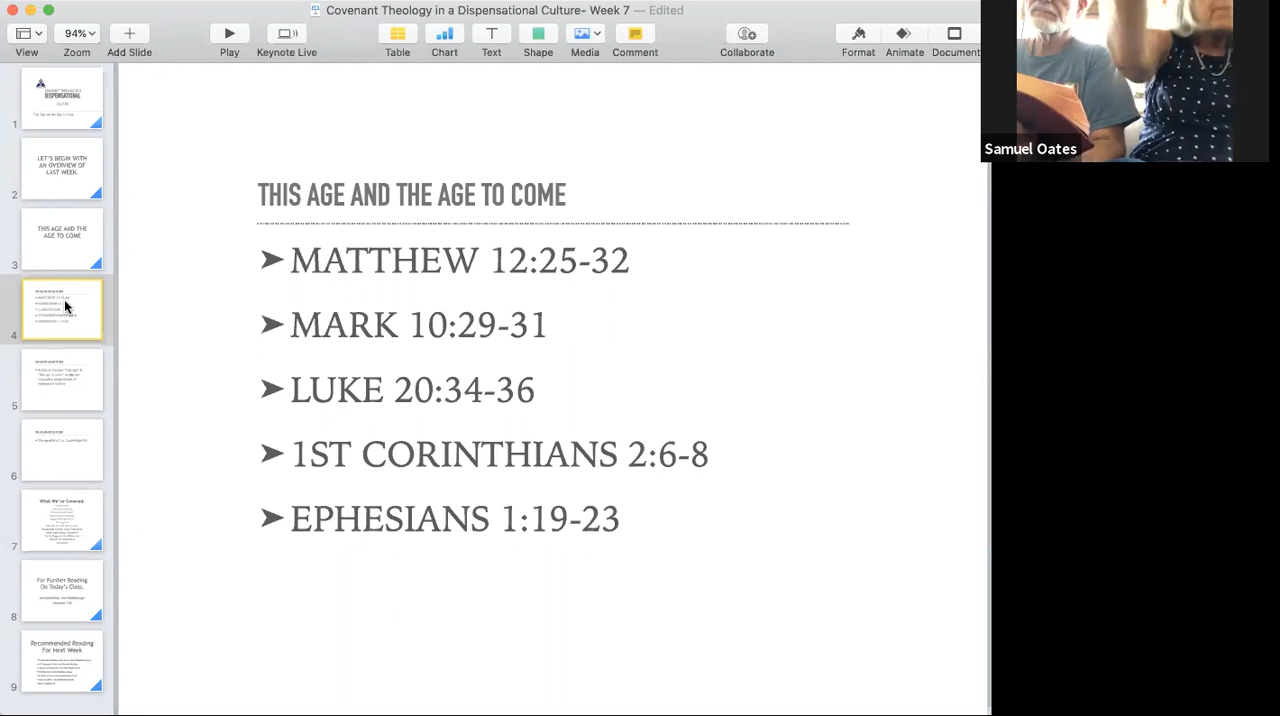 Covenant Theology in a Dispensational Culture- Week 7 — Edited
94%
View
Zoom
Add Slide
Play
Keynote Live
Table
Chart
Text
Shape
Media
Comment
Collaborate
Format
Animate
Document
Samuel Oates
DISPENSATIONAL
1
LET'S BEGIN WITH
AN OVERVIEW OF
LAST WEEK.
2
THIS AGE AND THE
AGE TO COME
3
4
5
6
What We've Covered
7
For Further Reading
On Today's Class:
8
Recommended Reading
For Next Week
9
THIS AGE AND THE AGE TO COME
➤ MATTHEW 12:25-32
➤ MARK 10:29-31
➤ LUKE 20:34-36
➤ 1ST CORINTHIANS 2:6-8
➤ EPHESIANS 1:19-23